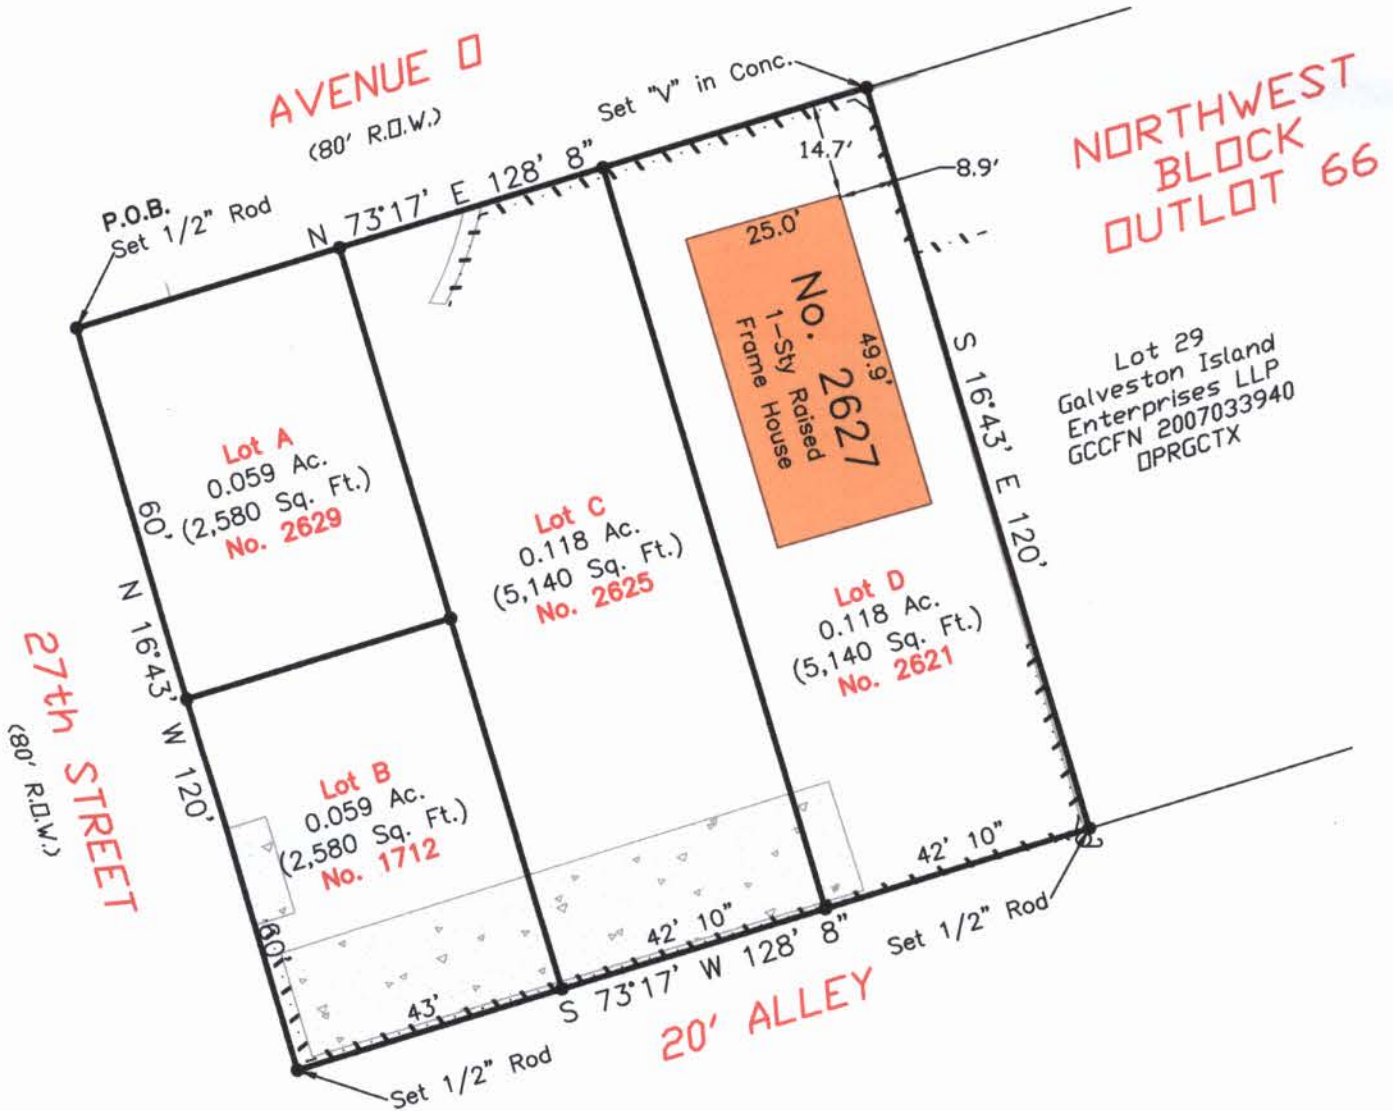 AVENUE O
(80' R.O.W.)
Set "V" in Conc.
NORTHWEST
BLOCK
OUTLOT 66
P.O.B.
Set 1/2" Rod
N 73°17' E 128' 8"
14.7'
8.9'
25.0'
49.9'
No. 2627
1-Sty Raised
Frame House
S 16°43' E 120'
Lot 29
Galveston Island
Enterprises LLP
GCCFN 2007033940
OPRGCTX
Lot A
0.059 Ac.
(2,580 Sq. Ft.)
No. 2629
60'
N 16°43' W 120'
Lot C
0.118 Ac.
(5,140 Sq. Ft.)
No. 2625
Lot D
0.118 Ac.
(5,140 Sq. Ft.)
No. 2621
27th STREET
(80' R.O.W.)
Lot B
0.059 Ac.
(2,580 Sq. Ft.)
No. 1712
60'
43'
42' 10"
42' 10"
S 73°17' W 128' 8"
Set 1/2" Rod
20' ALLEY
Set 1/2" Rod